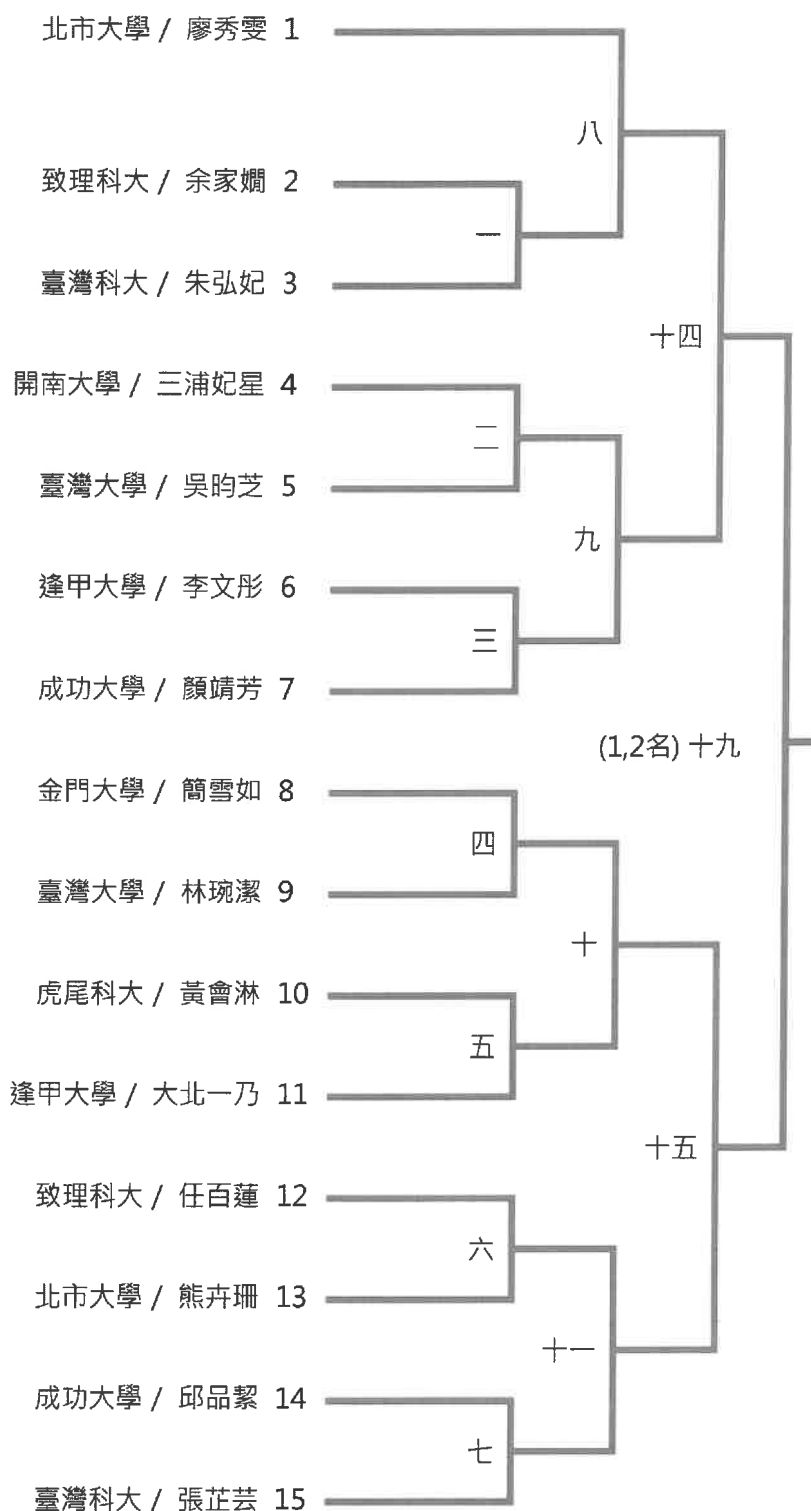 北市大學 / 廖秀雯 1
八
致理科大 / 余家嫺 2
一
臺灣科大 / 朱弘妃 3
十四
開南大學 / 三浦妃星 4
二
臺灣大學 / 吳昀芝 5
九
逢甲大學 / 李文彤 6
三
成功大學 / 顏靖芳 7
(1,2名) 十九
金門大學 / 簡雪如 8
四
臺灣大學 / 林琬潔 9
十
虎尾科大 / 黃會淋 10
五
逢甲大學 / 大北一乃 11
十五
致理科大 / 任百蓮 12
六
北市大學 / 熊卉珊 13
十一
成功大學 / 邱品絜 14
七
臺灣科大 / 張芷芸 15